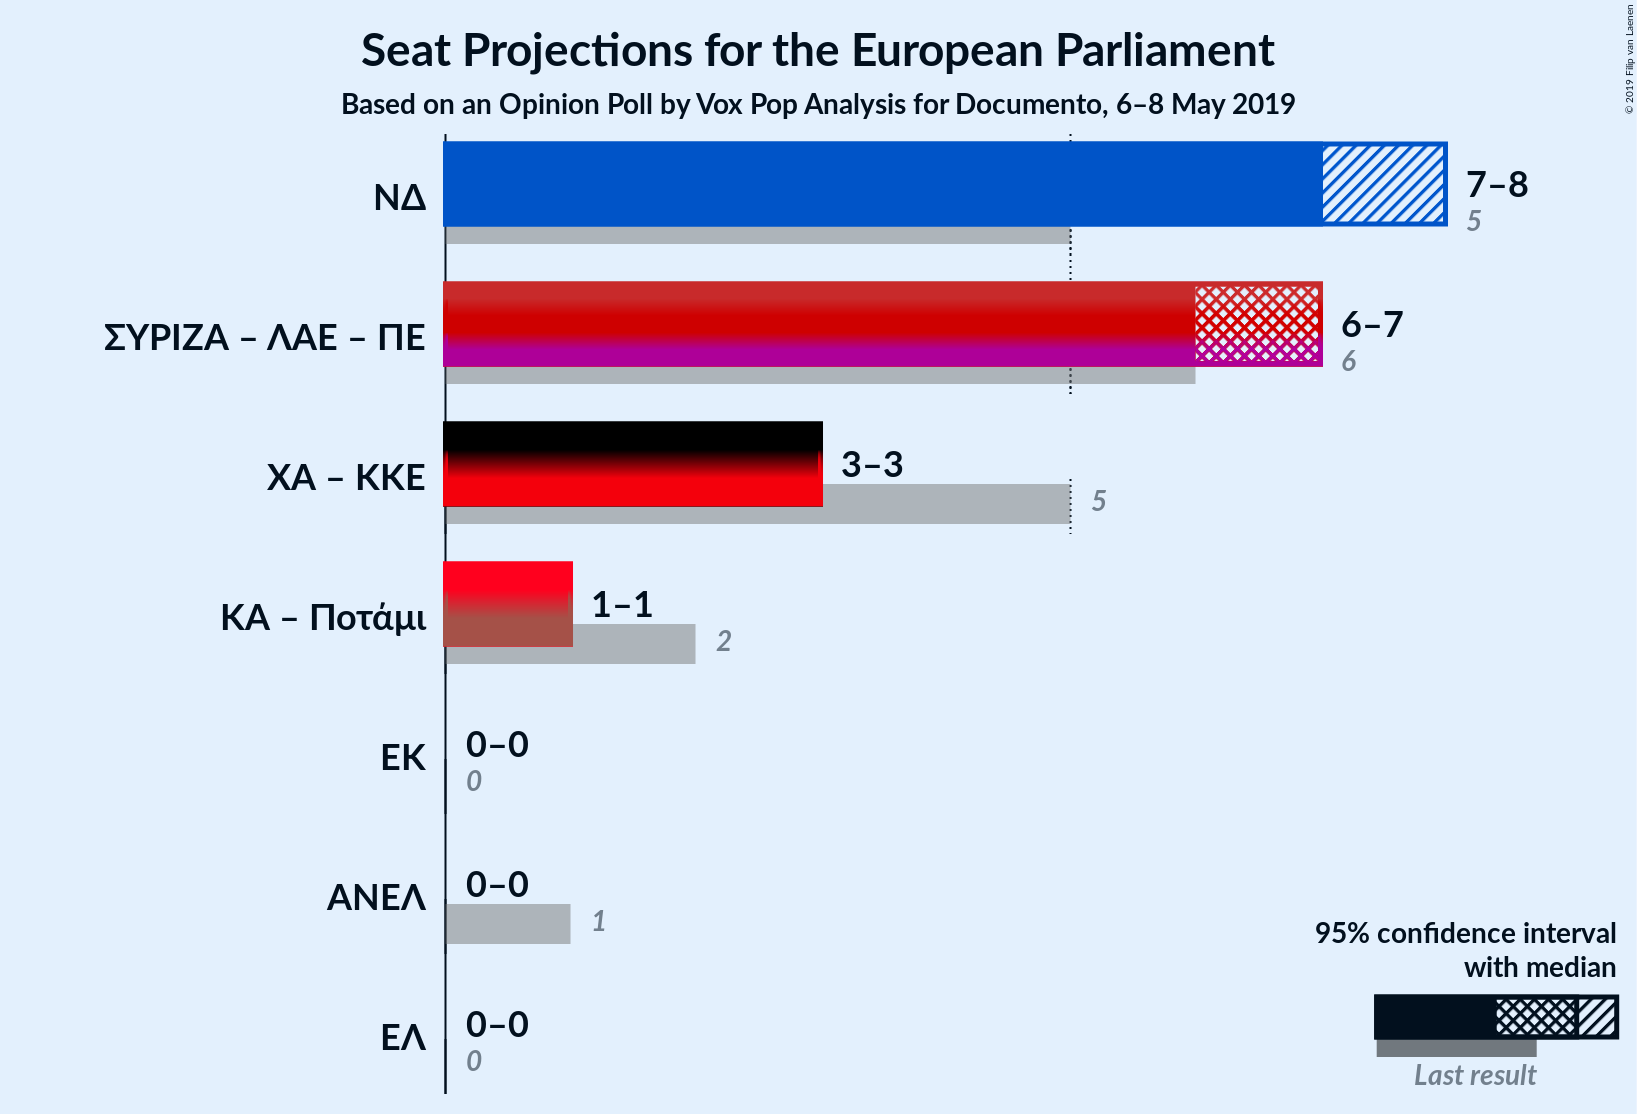 Seat Projections for the European Parliament
Based on an Opinion Poll by Vox Pop Analysis for Documento, 6–8 May 2019
© 2019 Filip van Laenen
ΝΔ
7–8
5
ΣΥΡΙΖΑ – ΛΑΕ – ΠΕ
6–7
6
ΧΑ – ΚΚΕ
3–3
5
ΚΑ – Ποτάμι
1–1
2
ΕΚ
0–0
0
ΑΝΕΛ
0–0
1
ΕΛ
0–0
0
95% confidence interval
with median
Last result